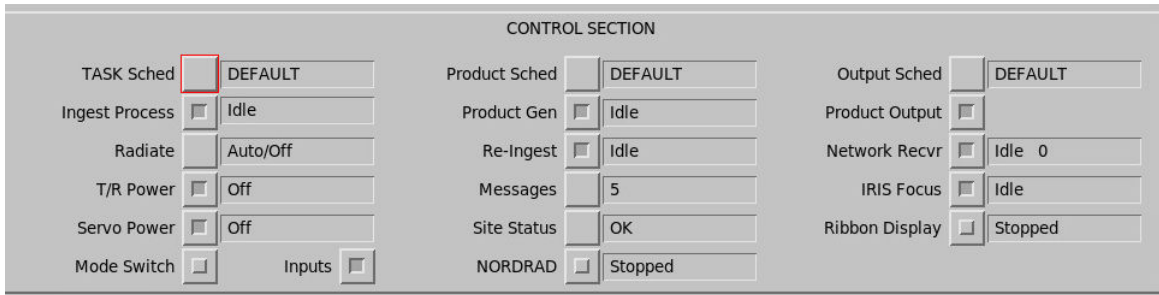 CONTROL SECTION
TASK Sched DEFAULT Product Sched DEFAULT Output Sched DEFAULT
Ingest Process Idle Product Gen Idle Product Output
Radiate Auto/Off Re-Ingest Idle Network Recvr Idle 0
T/R Power Off Messages 5 IRIS Focus Idle
Servo Power Off Site Status OK Ribbon Display Stopped
Mode Switch Inputs NORDRAD Stopped